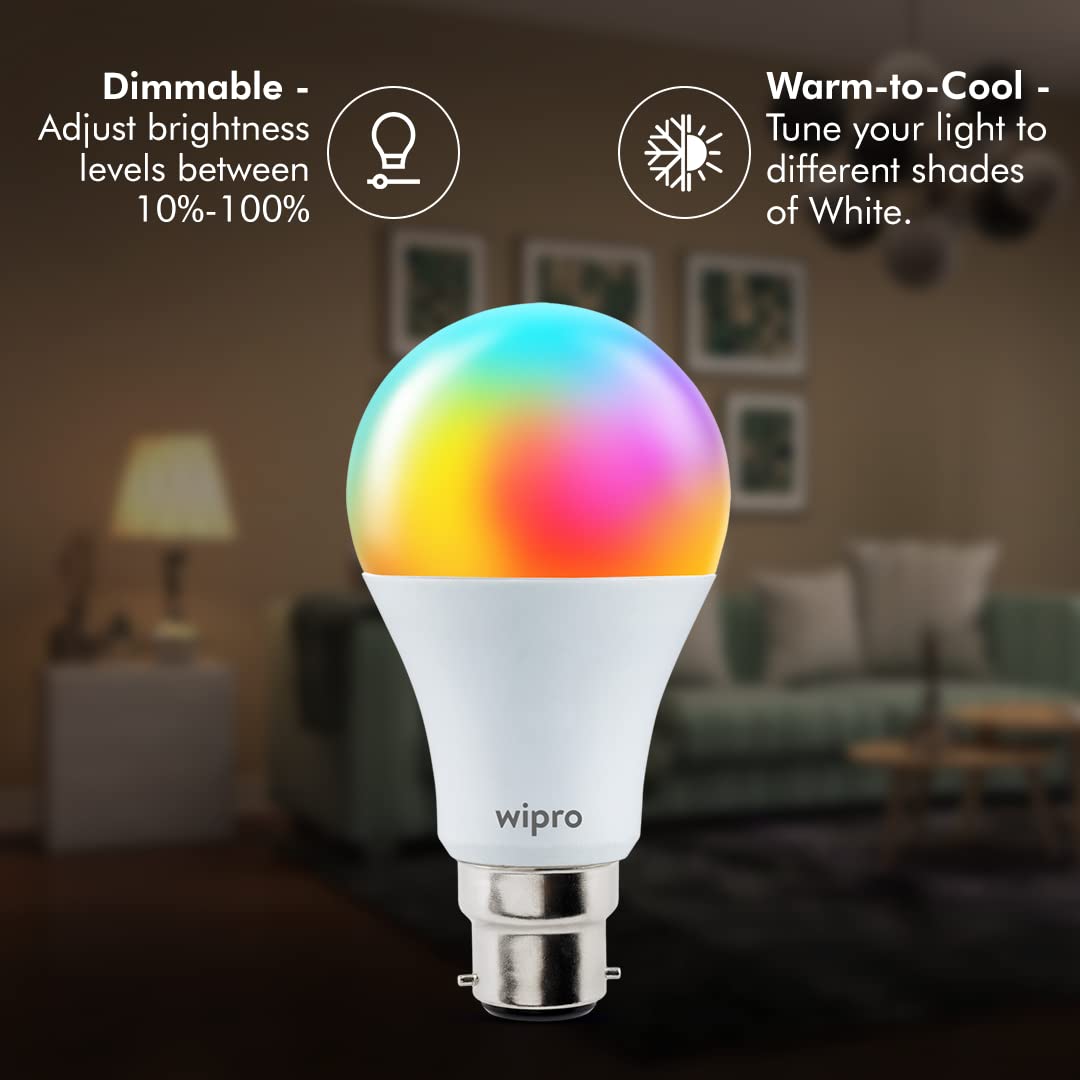 Dimmable -
Adjust brightness
levels between
10%-100%
Warm-to-Cool -
Tune your light to
different shades
of White.
wipro